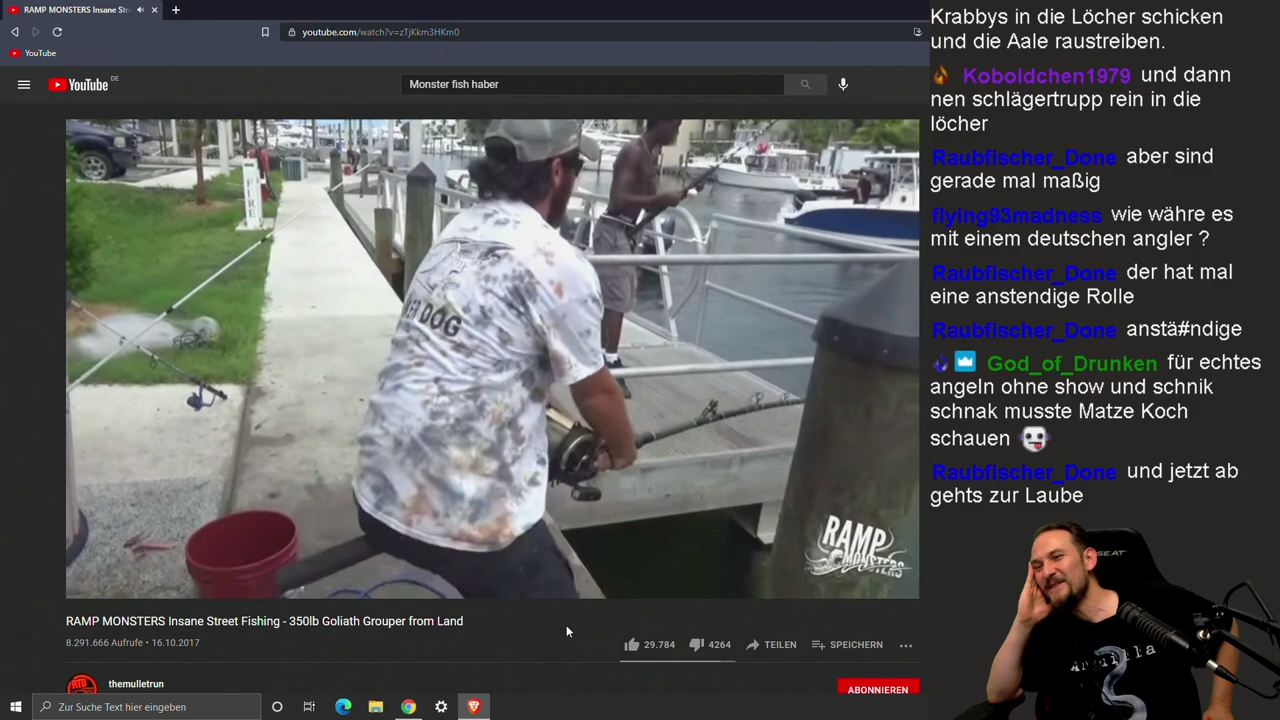 RAMP MONSTERS Insane Str
youtube.com/watch?v=zTjKkm3HKm0
YouTube
YouTube DE
Monster fish haber
FIRE
DOG
RAMP
MONSTERS
RAMP MONSTERS Insane Street Fishing - 350lb Goliath Grouper from Land
8.291.666 Aufrufe • 16.10.2017
29.784
4264
TEILEN
SPEICHERN
themulletrun
ABONNIEREN
Zur Suche Text hier eingeben
Krabbys in die Löcher schicken
und die Aale raustreiben.
Koboldchen1979 und dann
nen schlägertrupp rein in die
löcher
Raubfischer_Done aber sind
gerade mal maßig
flying93madness wie währe es
mit einem deutschen angler ?
Raubfischer_Done der hat mal
eine anstendige Rolle
Raubfischer_Done anstä#ndige
God_of_Drunken für echtes
angeln ohne show und schnik
schnak musste Matze Koch
schauen
Raubfischer_Done und jetzt ab
gehts zur Laube
SEAT
Anguilla